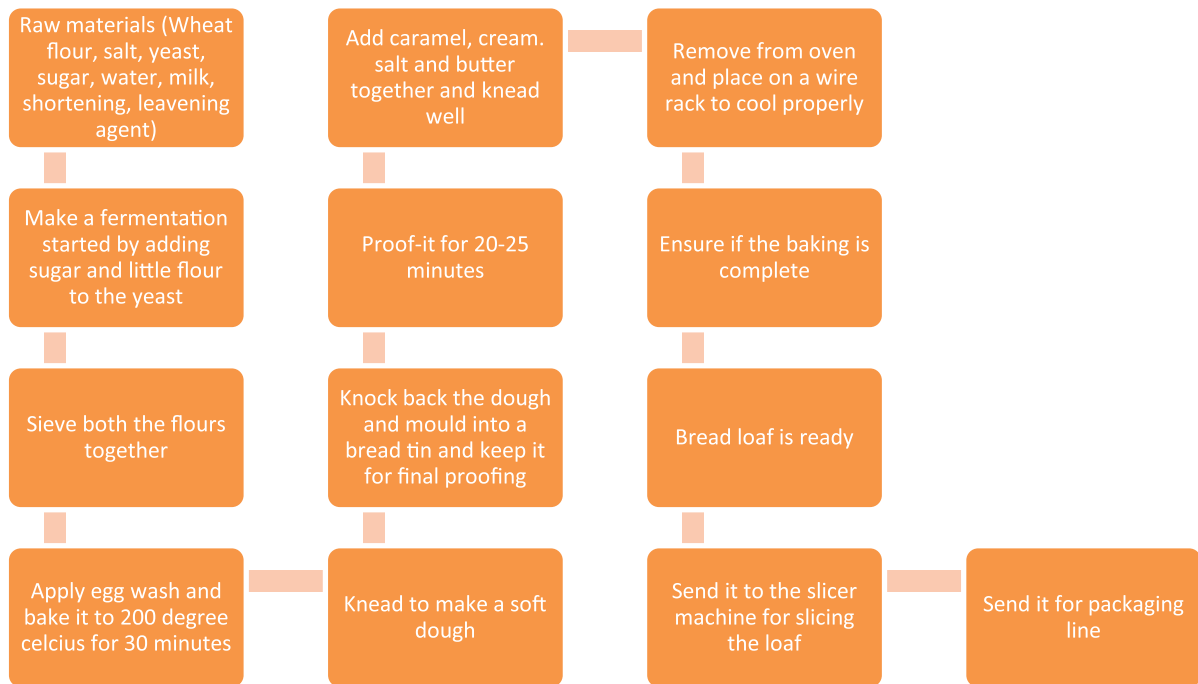 Raw materials (Wheat
flour, salt, yeast,
sugar, water, milk,
shortening, leavening
agent)
Make a fermentation
started by adding
sugar and little flour
to the yeast
Sieve both the flours
together
Apply egg wash and
bake it to 200 degree
celcius for 30 minutes
Knead to make a soft
dough
Knock back the dough
and mould into a
bread tin and keep it
for final proofing
Proof-it for 20-25
minutes
Add caramel, cream.
salt and butter
together and knead
well
Remove from oven
and place on a wire
rack to cool properly
Ensure if the baking is
complete
Bread loaf is ready
Send it to the slicer
machine for slicing
the loaf
Send it for packaging
line